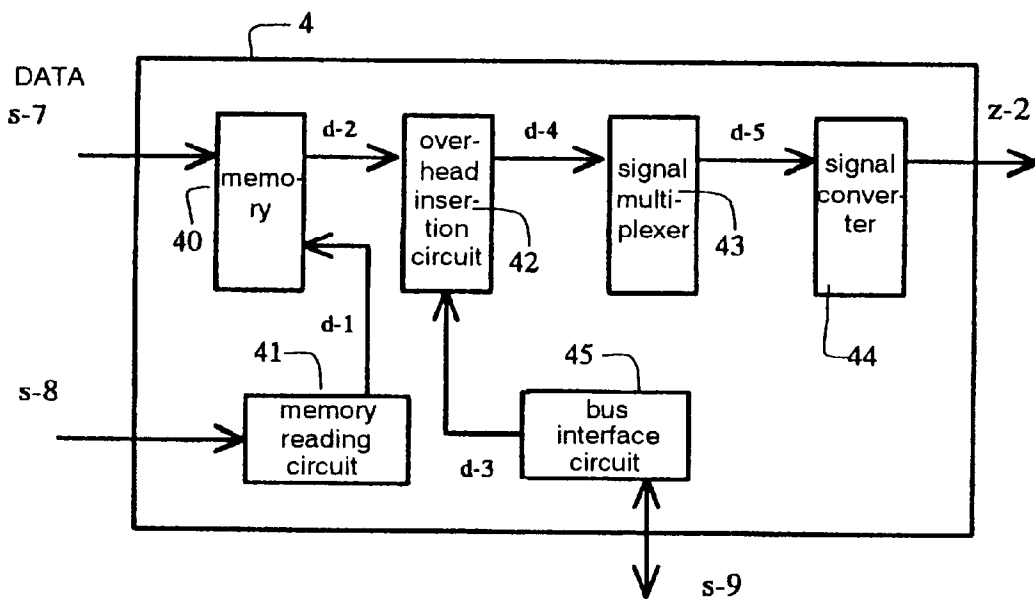 4
DATA
s-7
z-2
d-2
d-4
d-5
memo-
ry
40
over-
head
inser-
tion
circuit
42
signal
multi-
plexer
43
signal
conver-
ter
44
d-1
41
45
s-8
memory
reading
circuit
d-3
bus
interface
circuit
s-9